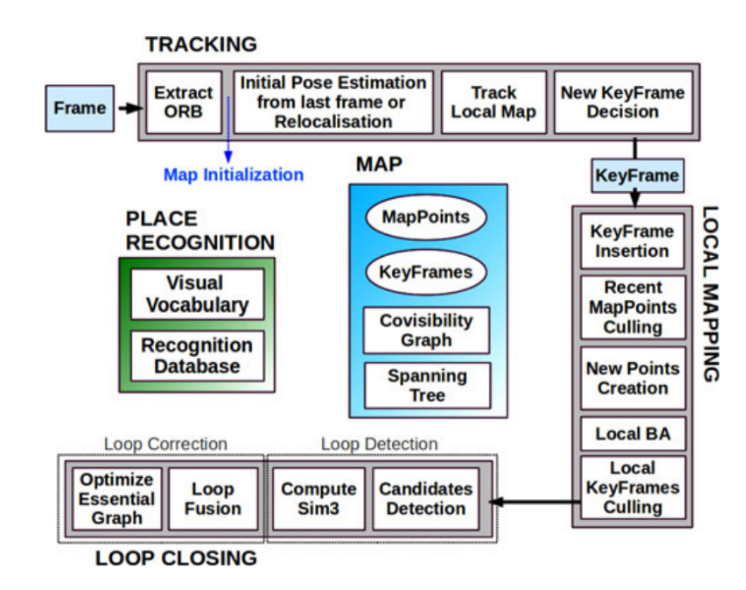 TRACKING
Frame
Extract
ORB
Initial Pose Estimation
from last frame or
Relocalisation
Track
Local Map
New KeyFrame
Decision
Map Initialization
KeyFrame
MAP
MapPoints
KeyFrames
Covisibility
Graph
Spanning
Tree
PLACE
RECOGNITION
Visual
Vocabulary
Recognition
Database
LOCAL MAPPING
KeyFrame
Insertion
Recent
MapPoints
Culling
New Points
Creation
Local BA
Local
KeyFrames
Culling
Loop Correction
Loop Detection
Optimize
Essential
Graph
Loop
Fusion
Compute
Sim3
Candidates
Detection
LOOP CLOSING